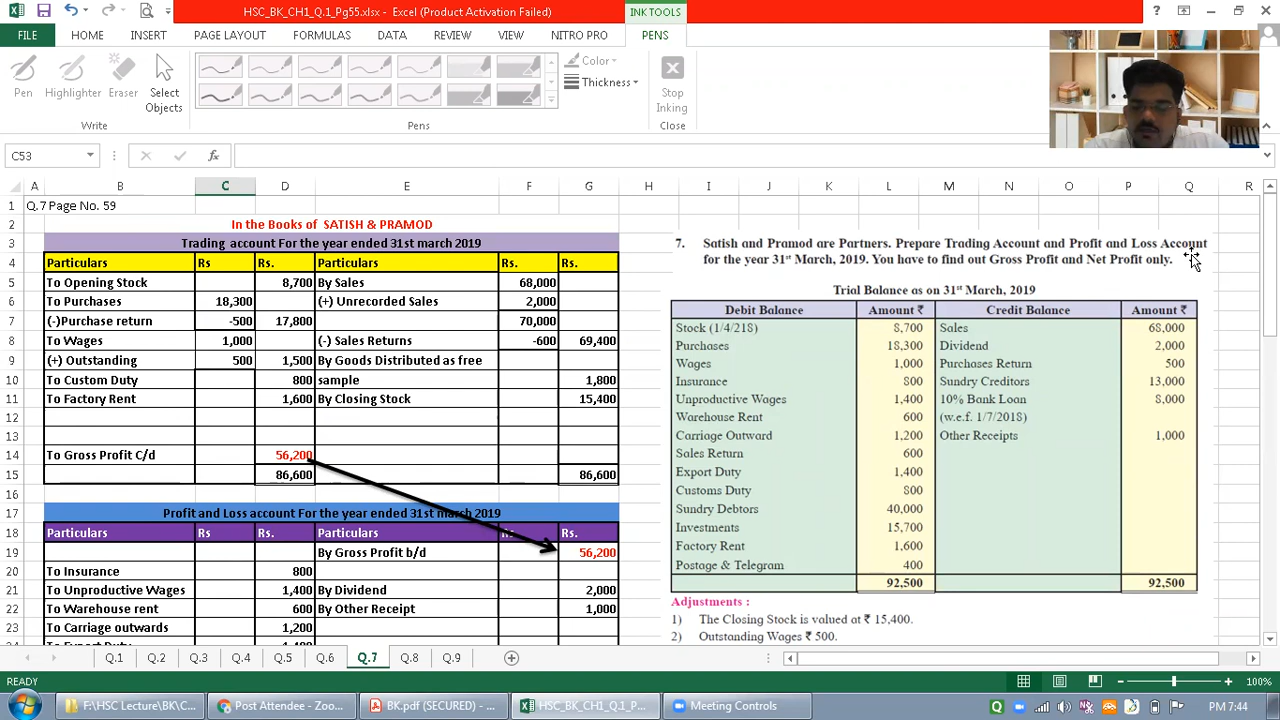 HSC_BK_CH1_Q.1_Pg55.xlsx - Excel (Product Activation Failed)
INK TOOLS
FILE HOME INSERT PAGE LAYOUT FORMULAS DATA REVIEW VIEW NITRO PRO PENS
Pen Highlighter Eraser Select Objects
Color
Thickness
Stop Inking
Write Pens Close
C53
A B C D E F G H I J K L M N O P Q R
1 Q.7 Page No. 59
2 In the Books of SATISH & PRAMOD
3 Trading account For the year ended 31st march 2019
4 Particulars Rs Rs. Particulars Rs. Rs.
5 To Opening Stock 8,700 By Sales 68,000
6 To Purchases 18,300 (+) Unrecorded Sales 2,000
7 (-)Purchase return -500 17,800 70,000
8 To Wages 1,000 (-) Sales Returns -600 69,400
9 (+) Outstanding 500 1,500 By Goods Distributed as free
10 To Custom Duty 800 sample 1,800
11 To Factory Rent 1,600 By Closing Stock 15,400
12
13
14 To Gross Profit C/d 56,200
15 86,600 86,600
16
17 Profit and Loss account For the year ended 31st march 2019
18 Particulars Rs Rs. Particulars Rs. Rs.
19 By Gross Profit b/d 56,200
20 To Insurance 800
21 To Unproductive Wages 1,400 By Dividend 2,000
22 To Warehouse rent 600 By Other Receipt 1,000
23 To Carriage outwards 1,200
7. Satish and Pramod are Partners. Prepare Trading Account and Profit and Loss Account
for the year 31st March, 2019. You have to find out Gross Profit and Net Profit only.
Trial Balance as on 31st March, 2019
Debit Balance Amount ₹ Credit Balance Amount ₹
Stock (1/4/218) 8,700 Sales 68,000
Purchases 18,300 Dividend 2,000
Wages 1,000 Purchases Return 500
Insurance 800 Sundry Creditors 13,000
Unproductive Wages 1,400 10% Bank Loan 8,000
Warehouse Rent 600 (w.e.f. 1/7/2018)
Carriage Outward 1,200 Other Receipts 1,000
Sales Return 600
Export Duty 1,400
Customs Duty 800
Sundry Debtors 40,000
Investments 15,700
Factory Rent 1,600
Postage & Telegram 400
92,500 92,500
Adjustments :
1) The Closing Stock is valued at ₹ 15,400.
2) Outstanding Wages ₹ 500.
Q.1 Q.2 Q.3 Q.4 Q.5 Q.6 Q.7 Q.8 Q.9
READY 100%
F:\HSC Lecture\BK\C... Post Attendee - Zoo... BK.pdf (SECURED) - ... HSC_BK_CH1_Q.1_P... Meeting Controls PM 7:44